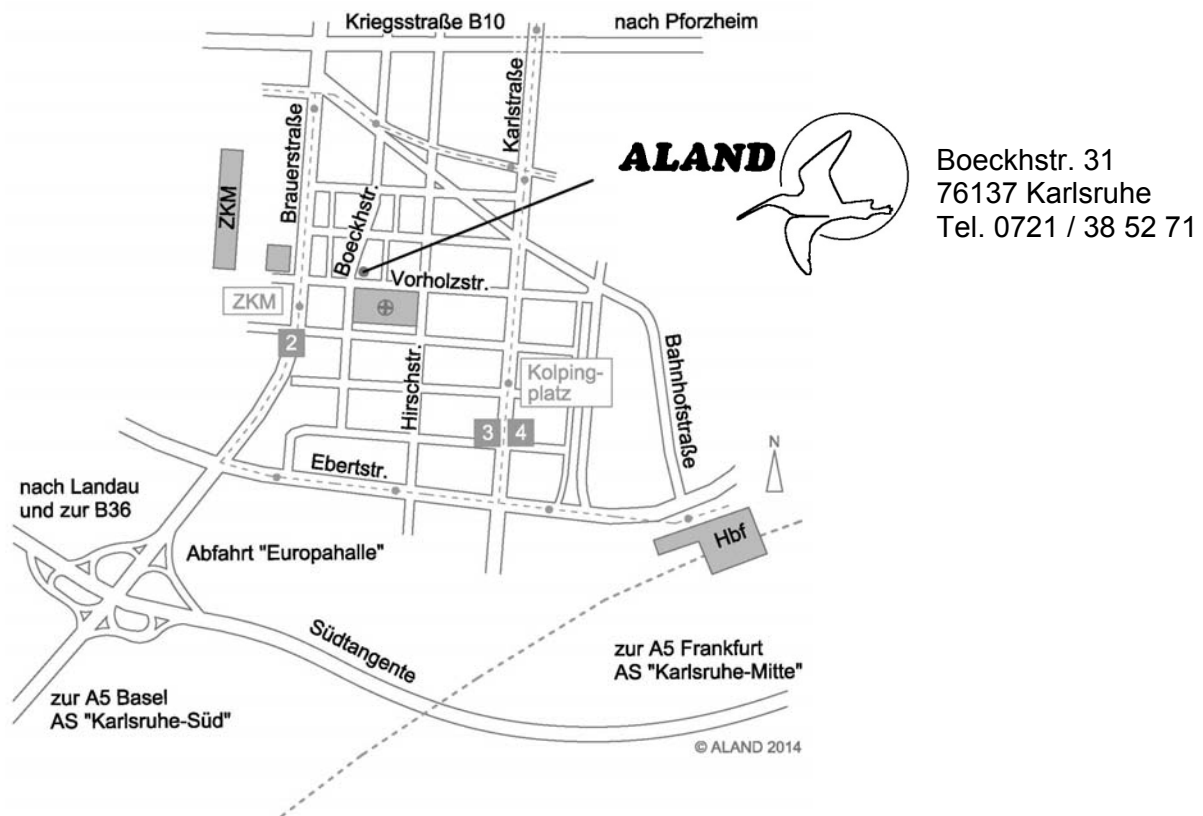 Kriegsstraße B10
nach Pforzheim
Karlstraße
Brauerstraße
ZKM
Boeckhstr.
ALAND
Boeckhstr. 31
76137 Karlsruhe
Tel. 0721 / 38 52 71
Vorholzstr.
ZKM
2
Hirschstr.
Kolping-
platz
Bahnhofstraße
3
4
Ebertstr.
N
nach Landau
und zur B36
Hbf
Abfahrt "Europahalle"
Südtangente
zur A5 Frankfurt
AS "Karlsruhe-Mitte"
zur A5 Basel
AS "Karlsruhe-Süd"
© ALAND 2014